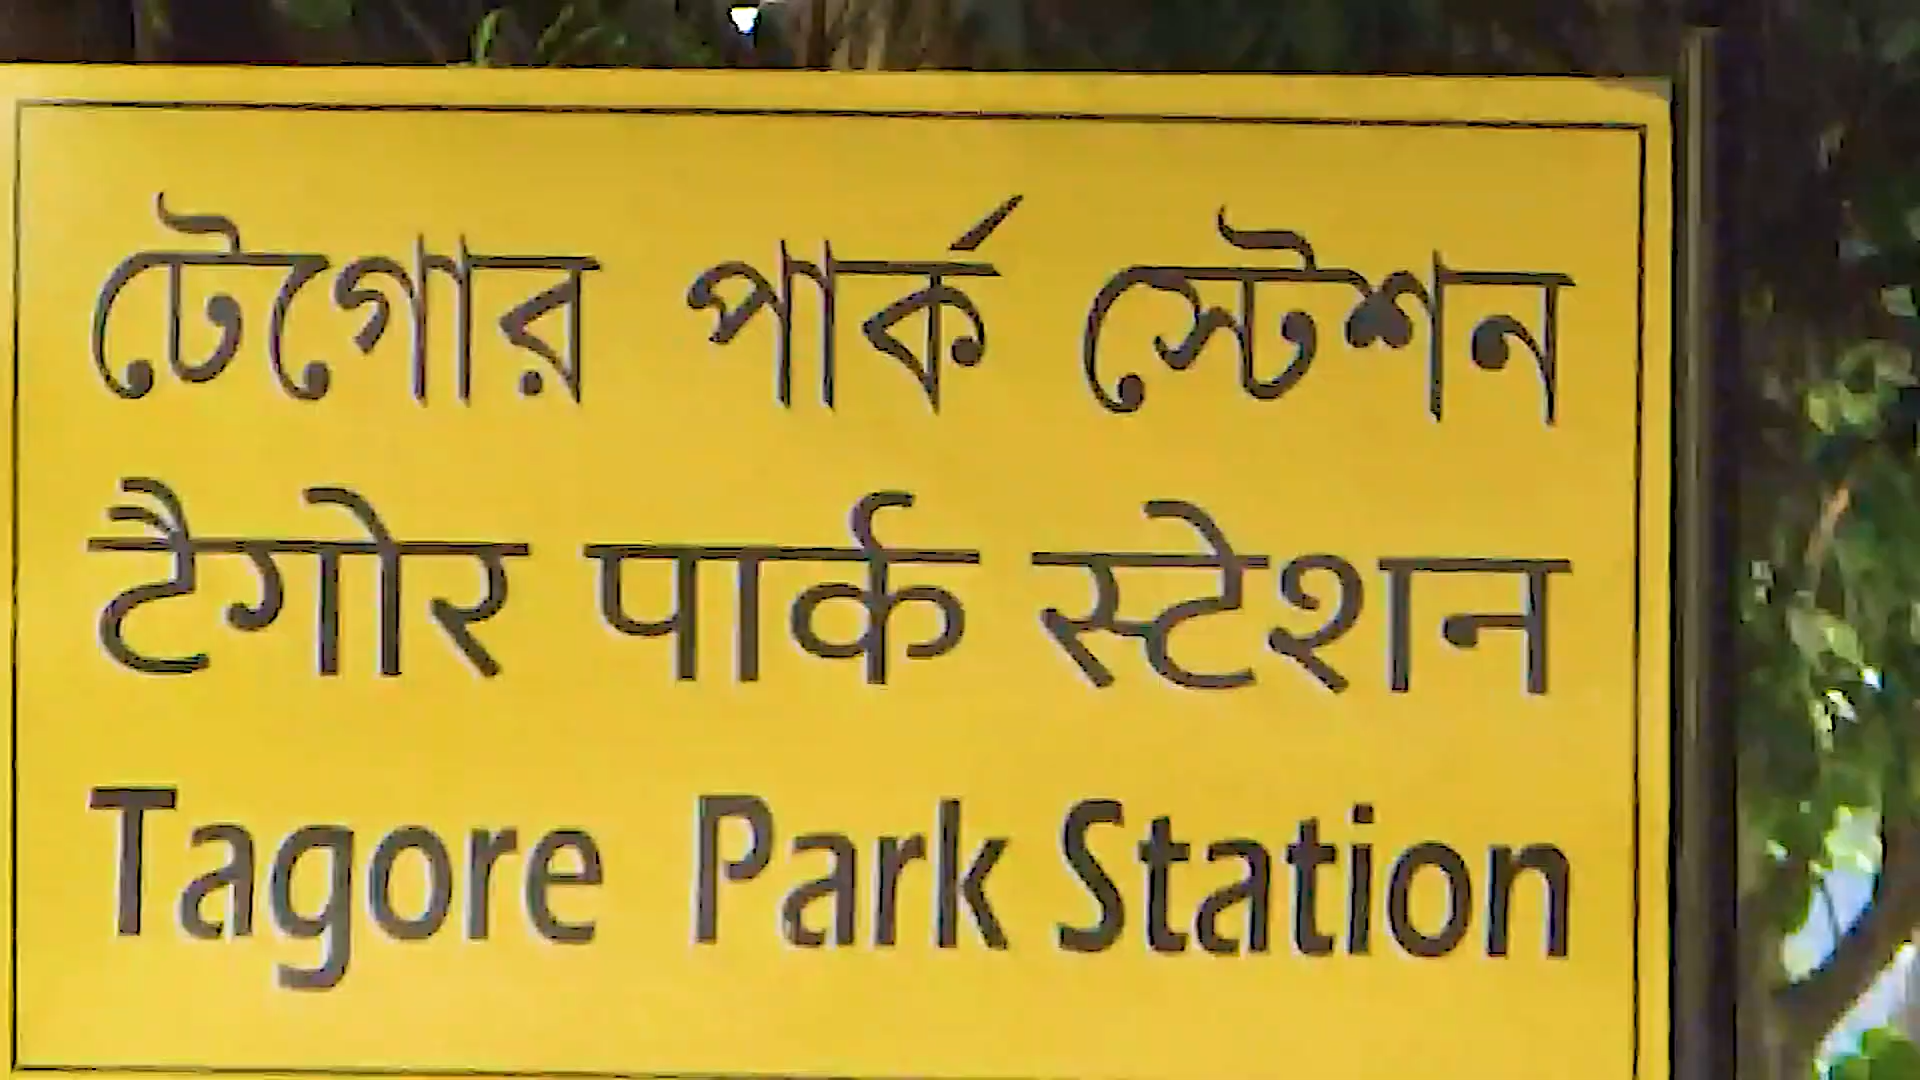 টেগোর পার্ক স্টেশন
टैगोर पार्क स्टेशन
Tagore Park Station